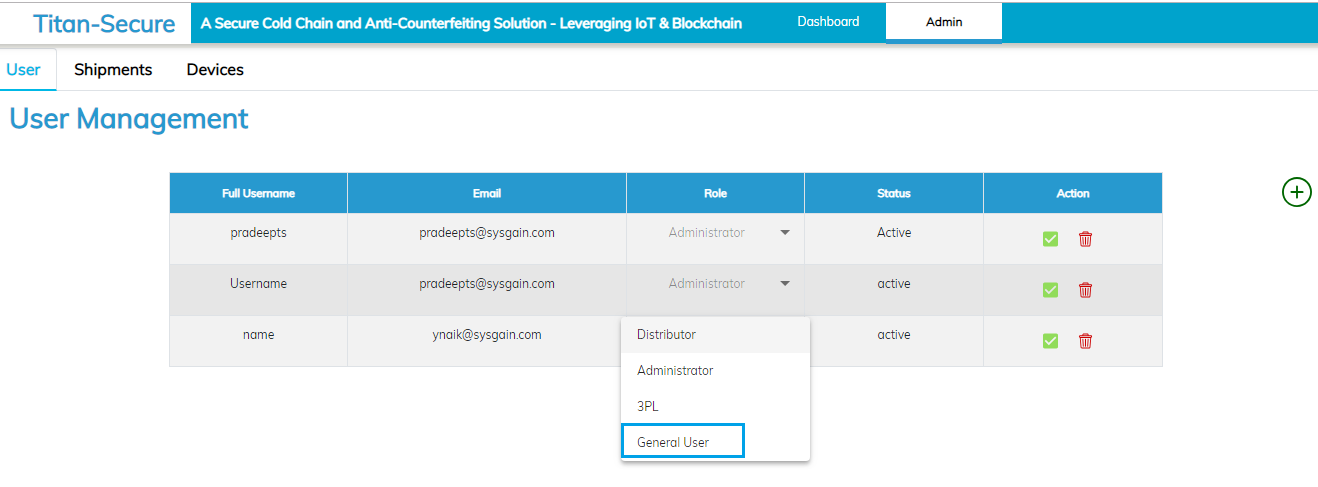 Titan-Secure A Secure Cold Chain and Anti-Counterfeiting Solution - Leveraging IoT & Blockchain Dashboard Admin
User Shipments Devices
User Management
Full Username Email Role Status Action
pradeepts pradeepts@sysgain.com Administrator Active
Username pradeepts@sysgain.com Administrator active
name ynaik@sysgain.com Distributor active
Administrator
3PL
General User